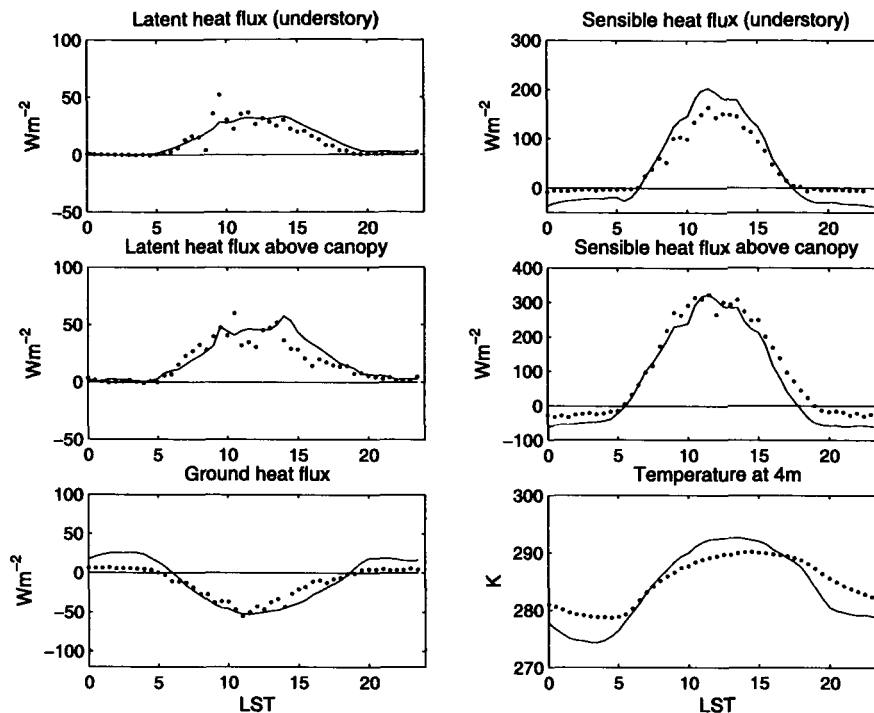 Latent heat flux (understory)
100
50
0
−50
Wm−2
0 5 10 15 20
Sensible heat flux (understory)
300
200
100
0
Wm−2
0 5 10 15 20
Latent heat flux above canopy
100
50
0
−50
Wm−2
0 5 10 15 20
Sensible heat flux above canopy
400
300
200
100
0
−100
Wm−2
0 5 10 15 20
Ground heat flux
100
50
0
−50
−100
Wm−2
0 5 10 15 20
LST
Temperature at 4m
300
290
280
270
K
0 5 10 15 20
LST